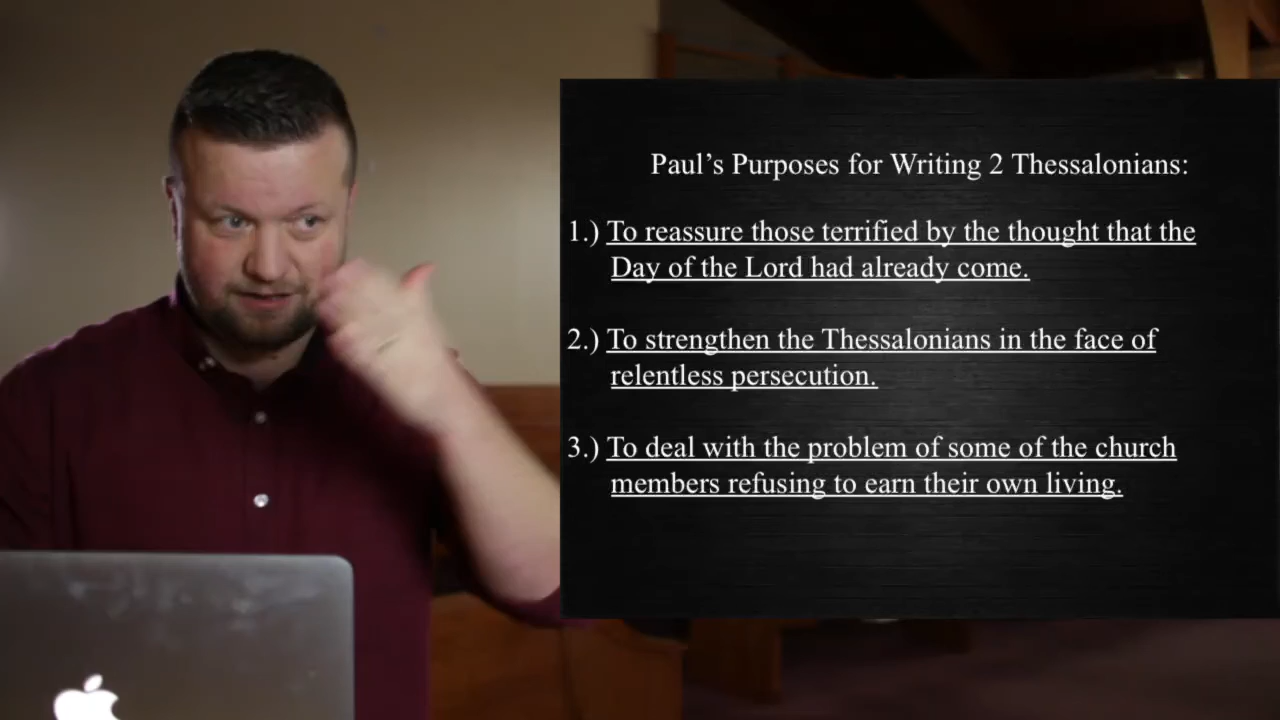 Paul’s Purposes for Writing 2 Thessalonians:
1.) To reassure those terrified by the thought that the
Day of the Lord had already come.
2.) To strengthen the Thessalonians in the face of
relentless persecution.
3.) To deal with the problem of some of the church
members refusing to earn their own living.